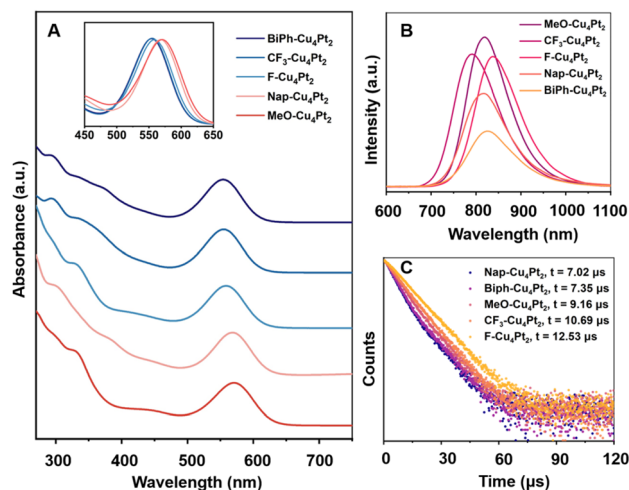 A
BiPh-Cu₄Pt₂
CF₃-Cu₄Pt₂
F-Cu₄Pt₂
Nap-Cu₄Pt₂
MeO-Cu₄Pt₂
450 500 550 600 650
Absorbance (a.u.)
300 400 500 600 700
Wavelength (nm)
B
MeO-Cu₄Pt₂
CF₃-Cu₄Pt₂
F-Cu₄Pt₂
Nap-Cu₄Pt₂
BiPh-Cu₄Pt₂
Intensity (a.u.)
600 700 800 900 1000 1100
Wavelength (nm)
C
Nap-Cu₄Pt₂, t = 7.02 µs
Biph-Cu₄Pt₂, t = 7.35 µs
MeO-Cu₄Pt₂, t = 9.16 µs
CF₃-Cu₄Pt₂, t = 10.69 µs
F-Cu₄Pt₂, t = 12.53 µs
Counts
0 30 60 90 120
Time (µs)